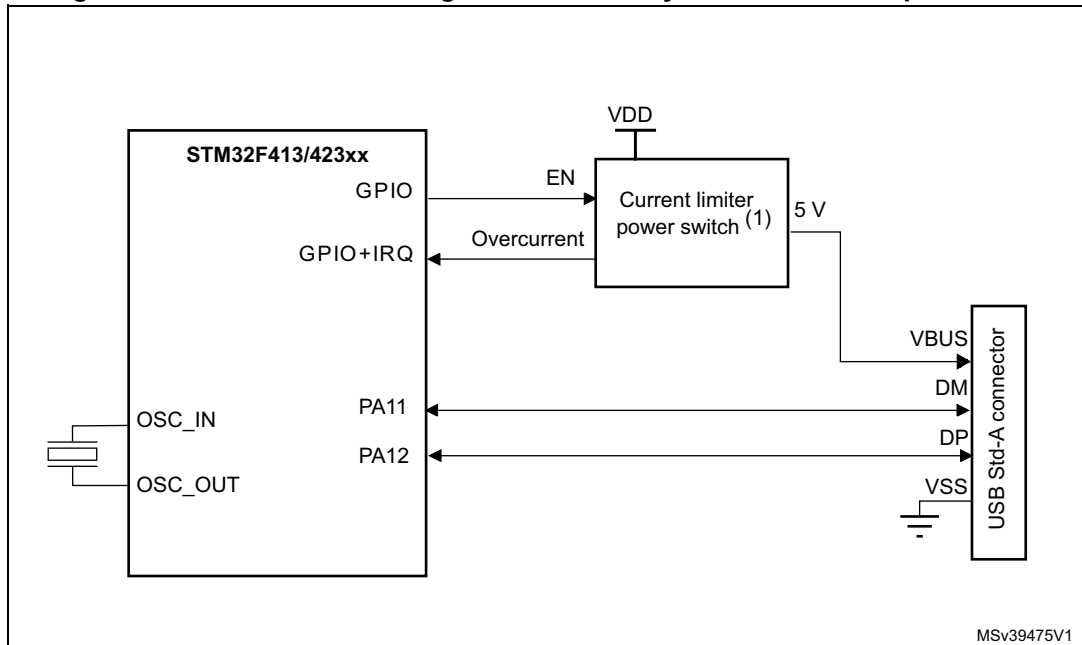 VDD
STM32F413/423xx
GPIO
EN
Current limiter
power switch (1)
5 V
Overcurrent
GPIO+IRQ
VBUS
DM
PA11
OSC_IN
DP
PA12
OSC_OUT
VSS
USB Std-A connector
MSv39475V1